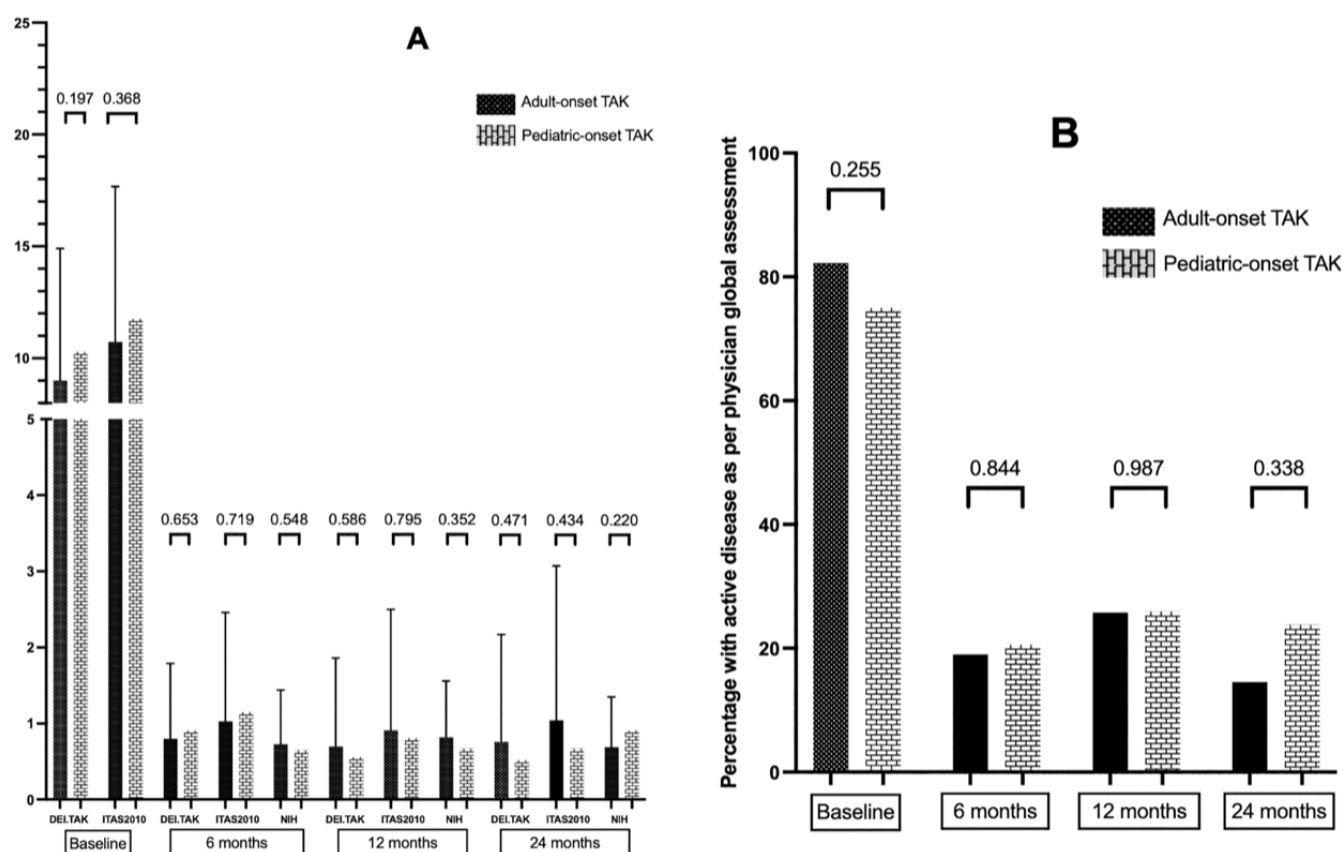 A
25
20
15
10
5
4
3
2
1
0
0.197 0.368
Adult-onset TAK
Pediatric-onset TAK
0.653 0.719 0.548 0.586 0.795 0.352 0.471 0.434 0.220
DEI.TAK ITAS2010 DEI.TAK ITAS2010 NIH DEI.TAK ITAS2010 NIH DEI.TAK ITAS2010 NIH
Baseline 6 months 12 months 24 months
B
Percentage with active disease as per physician global assessment
100
80
60
40
20
0
0.255
Adult-onset TAK
Pediatric-onset TAK
0.844 0.987 0.338
Baseline 6 months 12 months 24 months